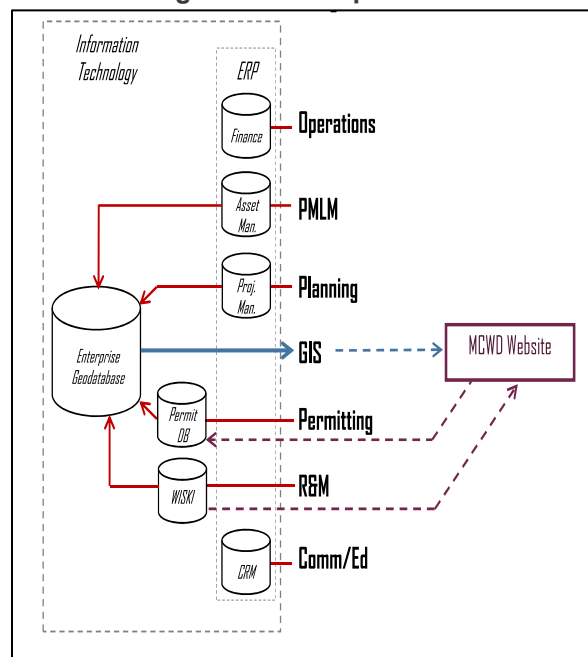 Information
Technology
ERP
Finance
Operations
Asset
Man.
PMLM
Proj.
Man.
Planning
Enterprise
Geodatabase
GIS
MCWD Website
Permit
DB
Permitting
WISKI
R&M
CRM
Comm/Ed